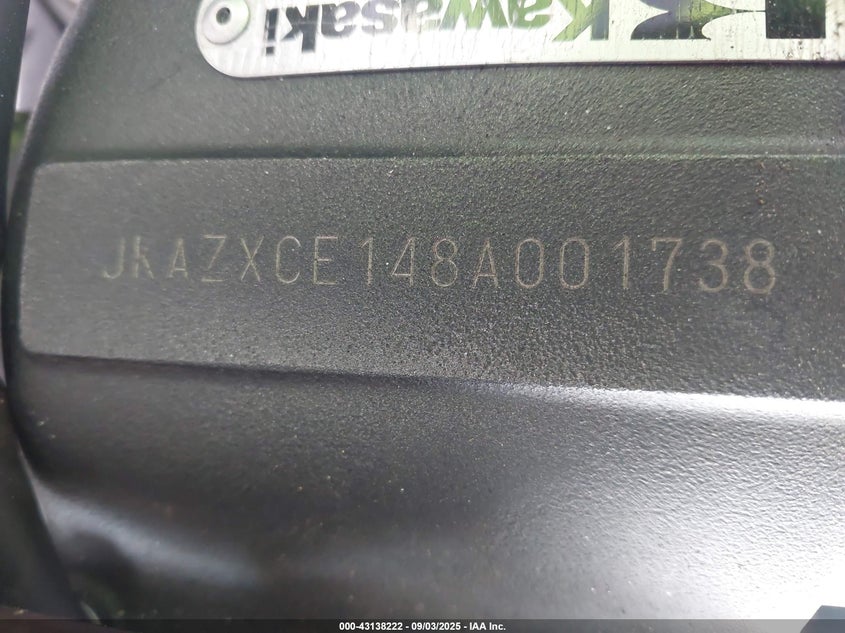 Kawasaki
JKAZXCE148A001738
000-43138222 - 09/03/2025 - IAA Inc.